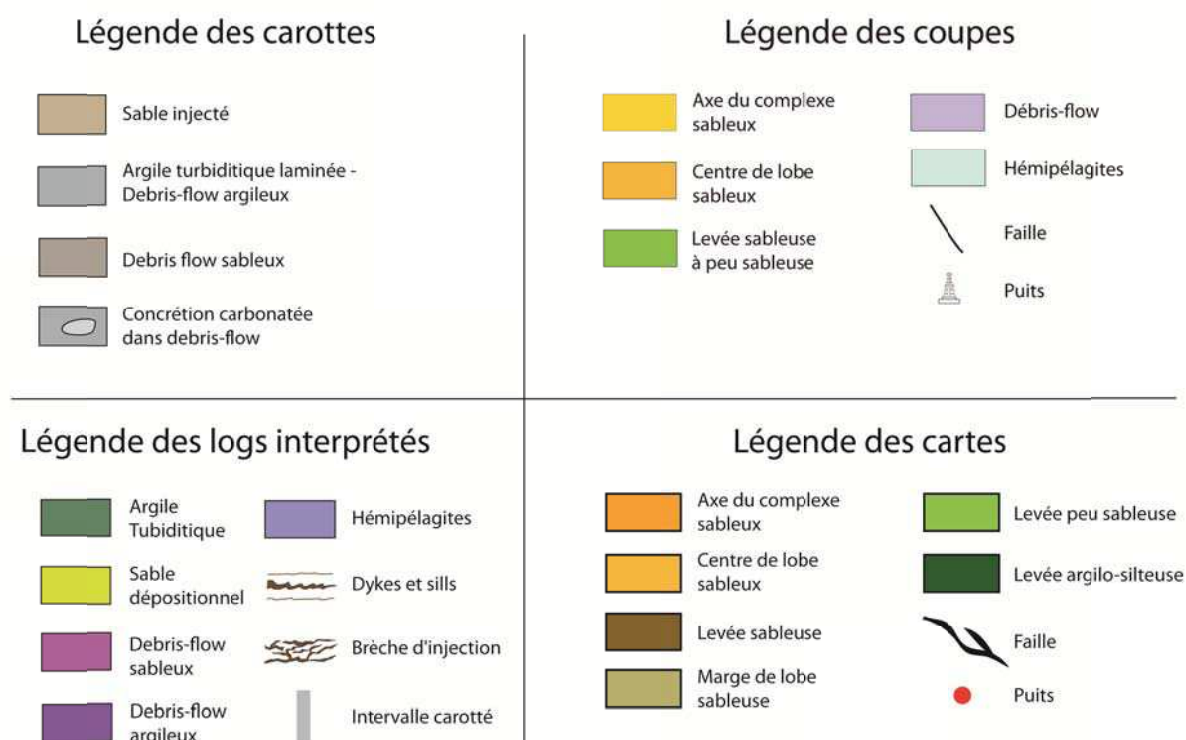 Légende des carottes
Sable injecté
Argile turbiditique laminée -
Debris-flow argileux
Debris flow sableux
Concrétion carbonatée
dans debris-flow
Légende des coupes
Axe du complexe
sableux
Centre de lobe
sableux
Levée sableuse
à peu sableuse
Débris-flow
Hémipélagites
Faille
Puits
Légende des logs interprétés
Argile
Tubiditique
Sable
dépositionnel
Debris-flow
sableux
Debris-flow
argileux
Hémipélagites
Dykes et sills
Brèche d'injection
Intervalle carotté
Légende des cartes
Axe du complexe
sableux
Centre de lobe
sableux
Levée sableuse
Marge de lobe
sableuse
Levée peu sableuse
Levée argilo-silteuse
Faille
Puits